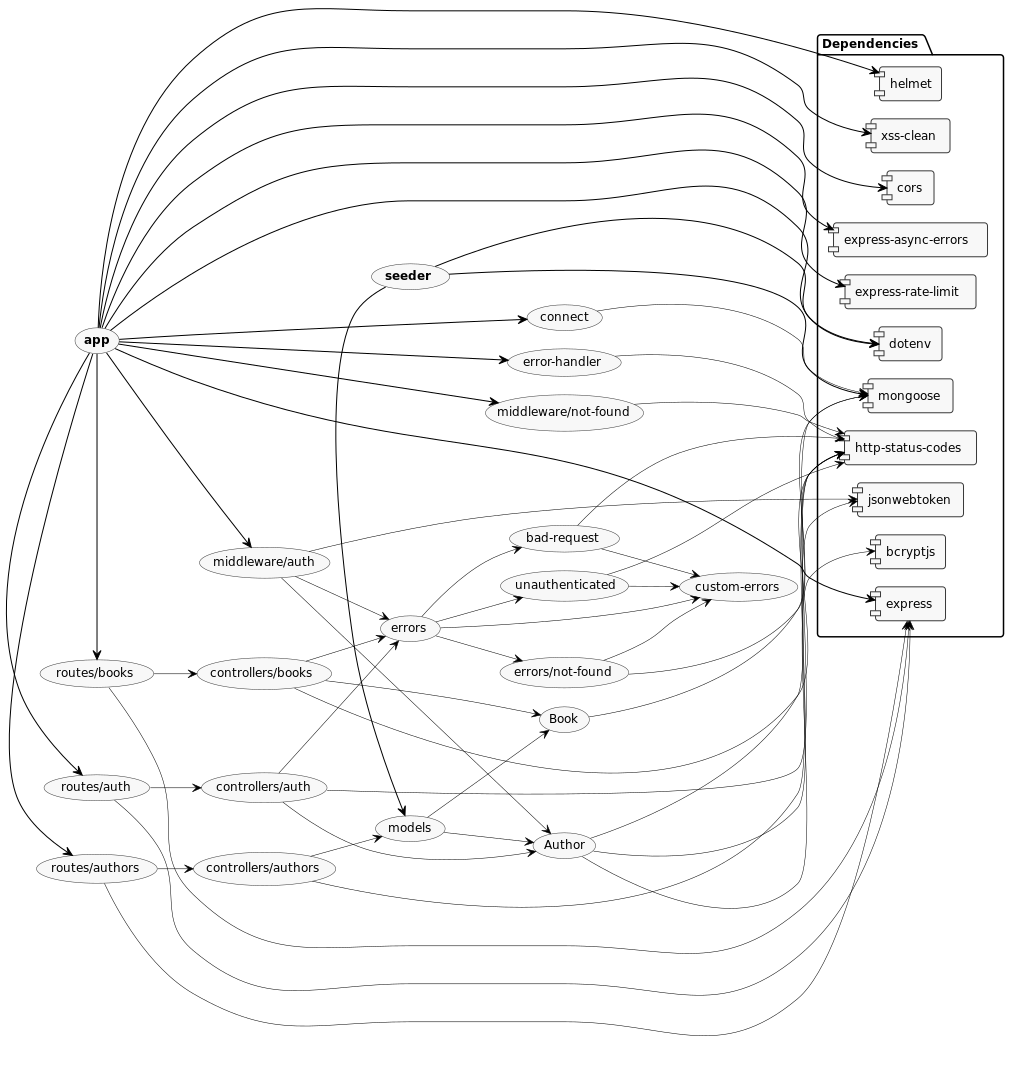 Dependencies
helmet
xss-clean
cors
express-async-errors
seeder
express-rate-limit
connect
app
dotenv
error-handler
mongoose
middleware/not-found
http-status-codes
jsonwebtoken
bad-request
bcryptjs
middleware/auth
unauthenticated
custom-errors
express
errors
routes/books
controllers/books
errors/not-found
Book
routes/auth
controllers/auth
models
Author
routes/authors
controllers/authors